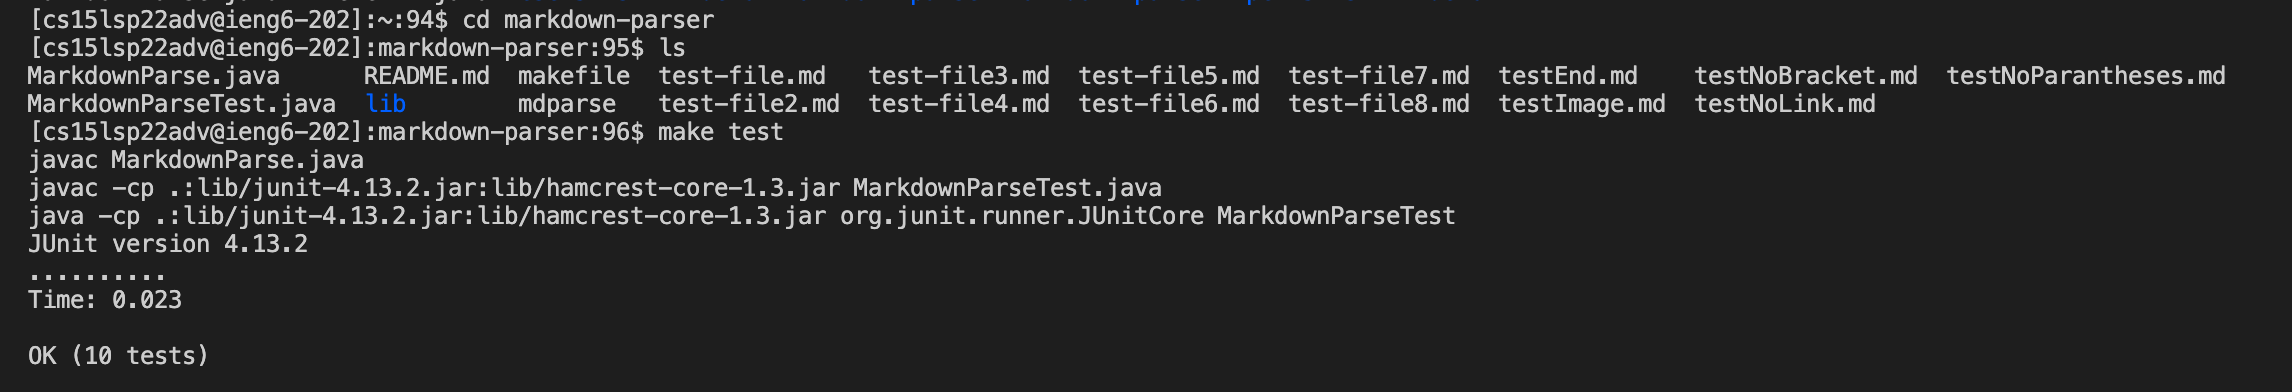 [cs15lsp22adv@ieng6-202]:~:94$ cd markdown-parser
[cs15lsp22adv@ieng6-202]:markdown-parser:95$ ls
MarkdownParse.java      README.md  makefile  test-file.md   test-file3.md  test-file5.md  test-file7.md  testEnd.md    testNoBracket.md  testNoParantheses.md
MarkdownParseTest.java  lib        mdparse   test-file2.md  test-file4.md  test-file6.md  test-file8.md  testImage.md  testNoLink.md
[cs15lsp22adv@ieng6-202]:markdown-parser:96$ make test
javac MarkdownParse.java
javac -cp .:lib/junit-4.13.2.jar:lib/hamcrest-core-1.3.jar MarkdownParseTest.java
java -cp .:lib/junit-4.13.2.jar:lib/hamcrest-core-1.3.jar org.junit.runner.JUnitCore MarkdownParseTest
JUnit version 4.13.2
..........
Time: 0.023
OK (10 tests)